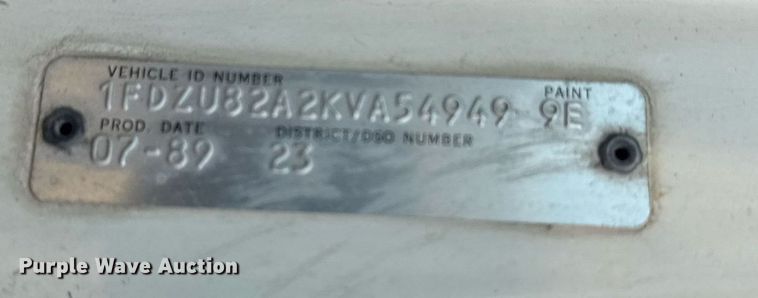 VEHICLE ID NUMBER
PAINT
1FDZU82A2KVA54949 9E
PROD. DATE
DISTRICT/DSO NUMBER
07-89 23
Purple Wave Auction